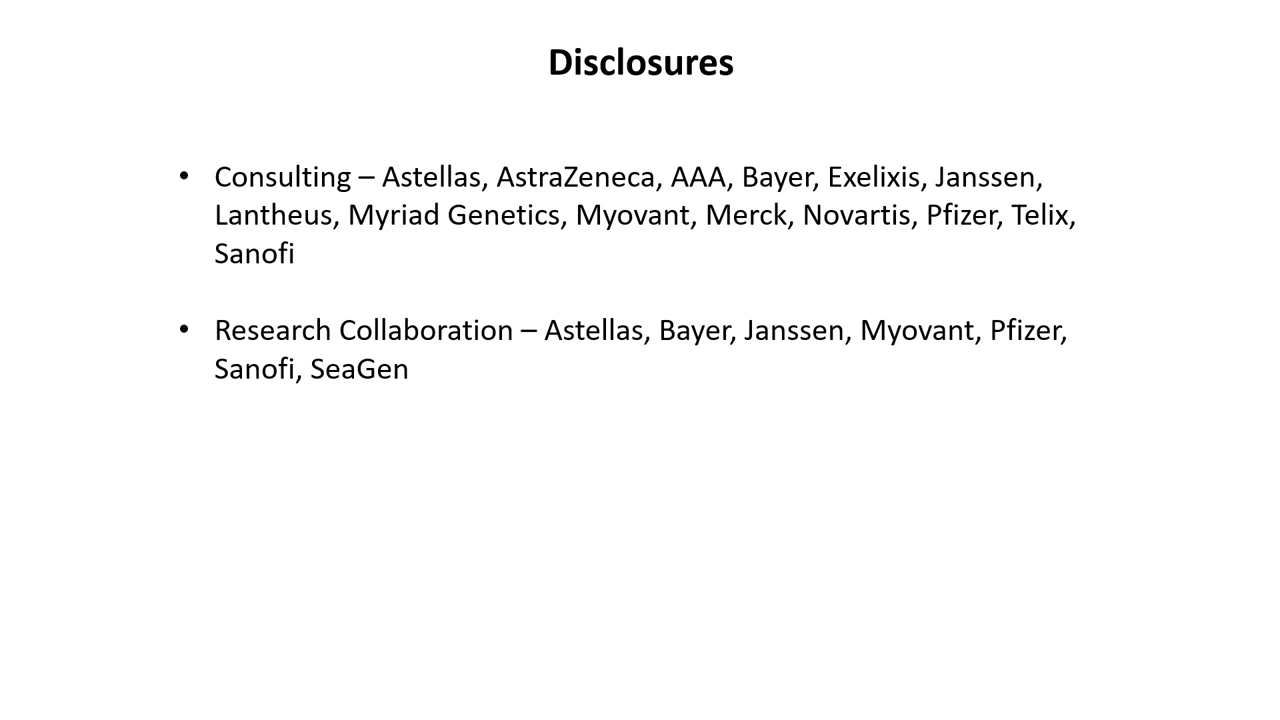 Disclosures
• Consulting – Astellas, AstraZeneca, AAA, Bayer, Exelixis, Janssen,
Lantheus, Myriad Genetics, Myovant, Merck, Novartis, Pfizer, Telix,
Sanofi
• Research Collaboration – Astellas, Bayer, Janssen, Myovant, Pfizer,
Sanofi, SeaGen